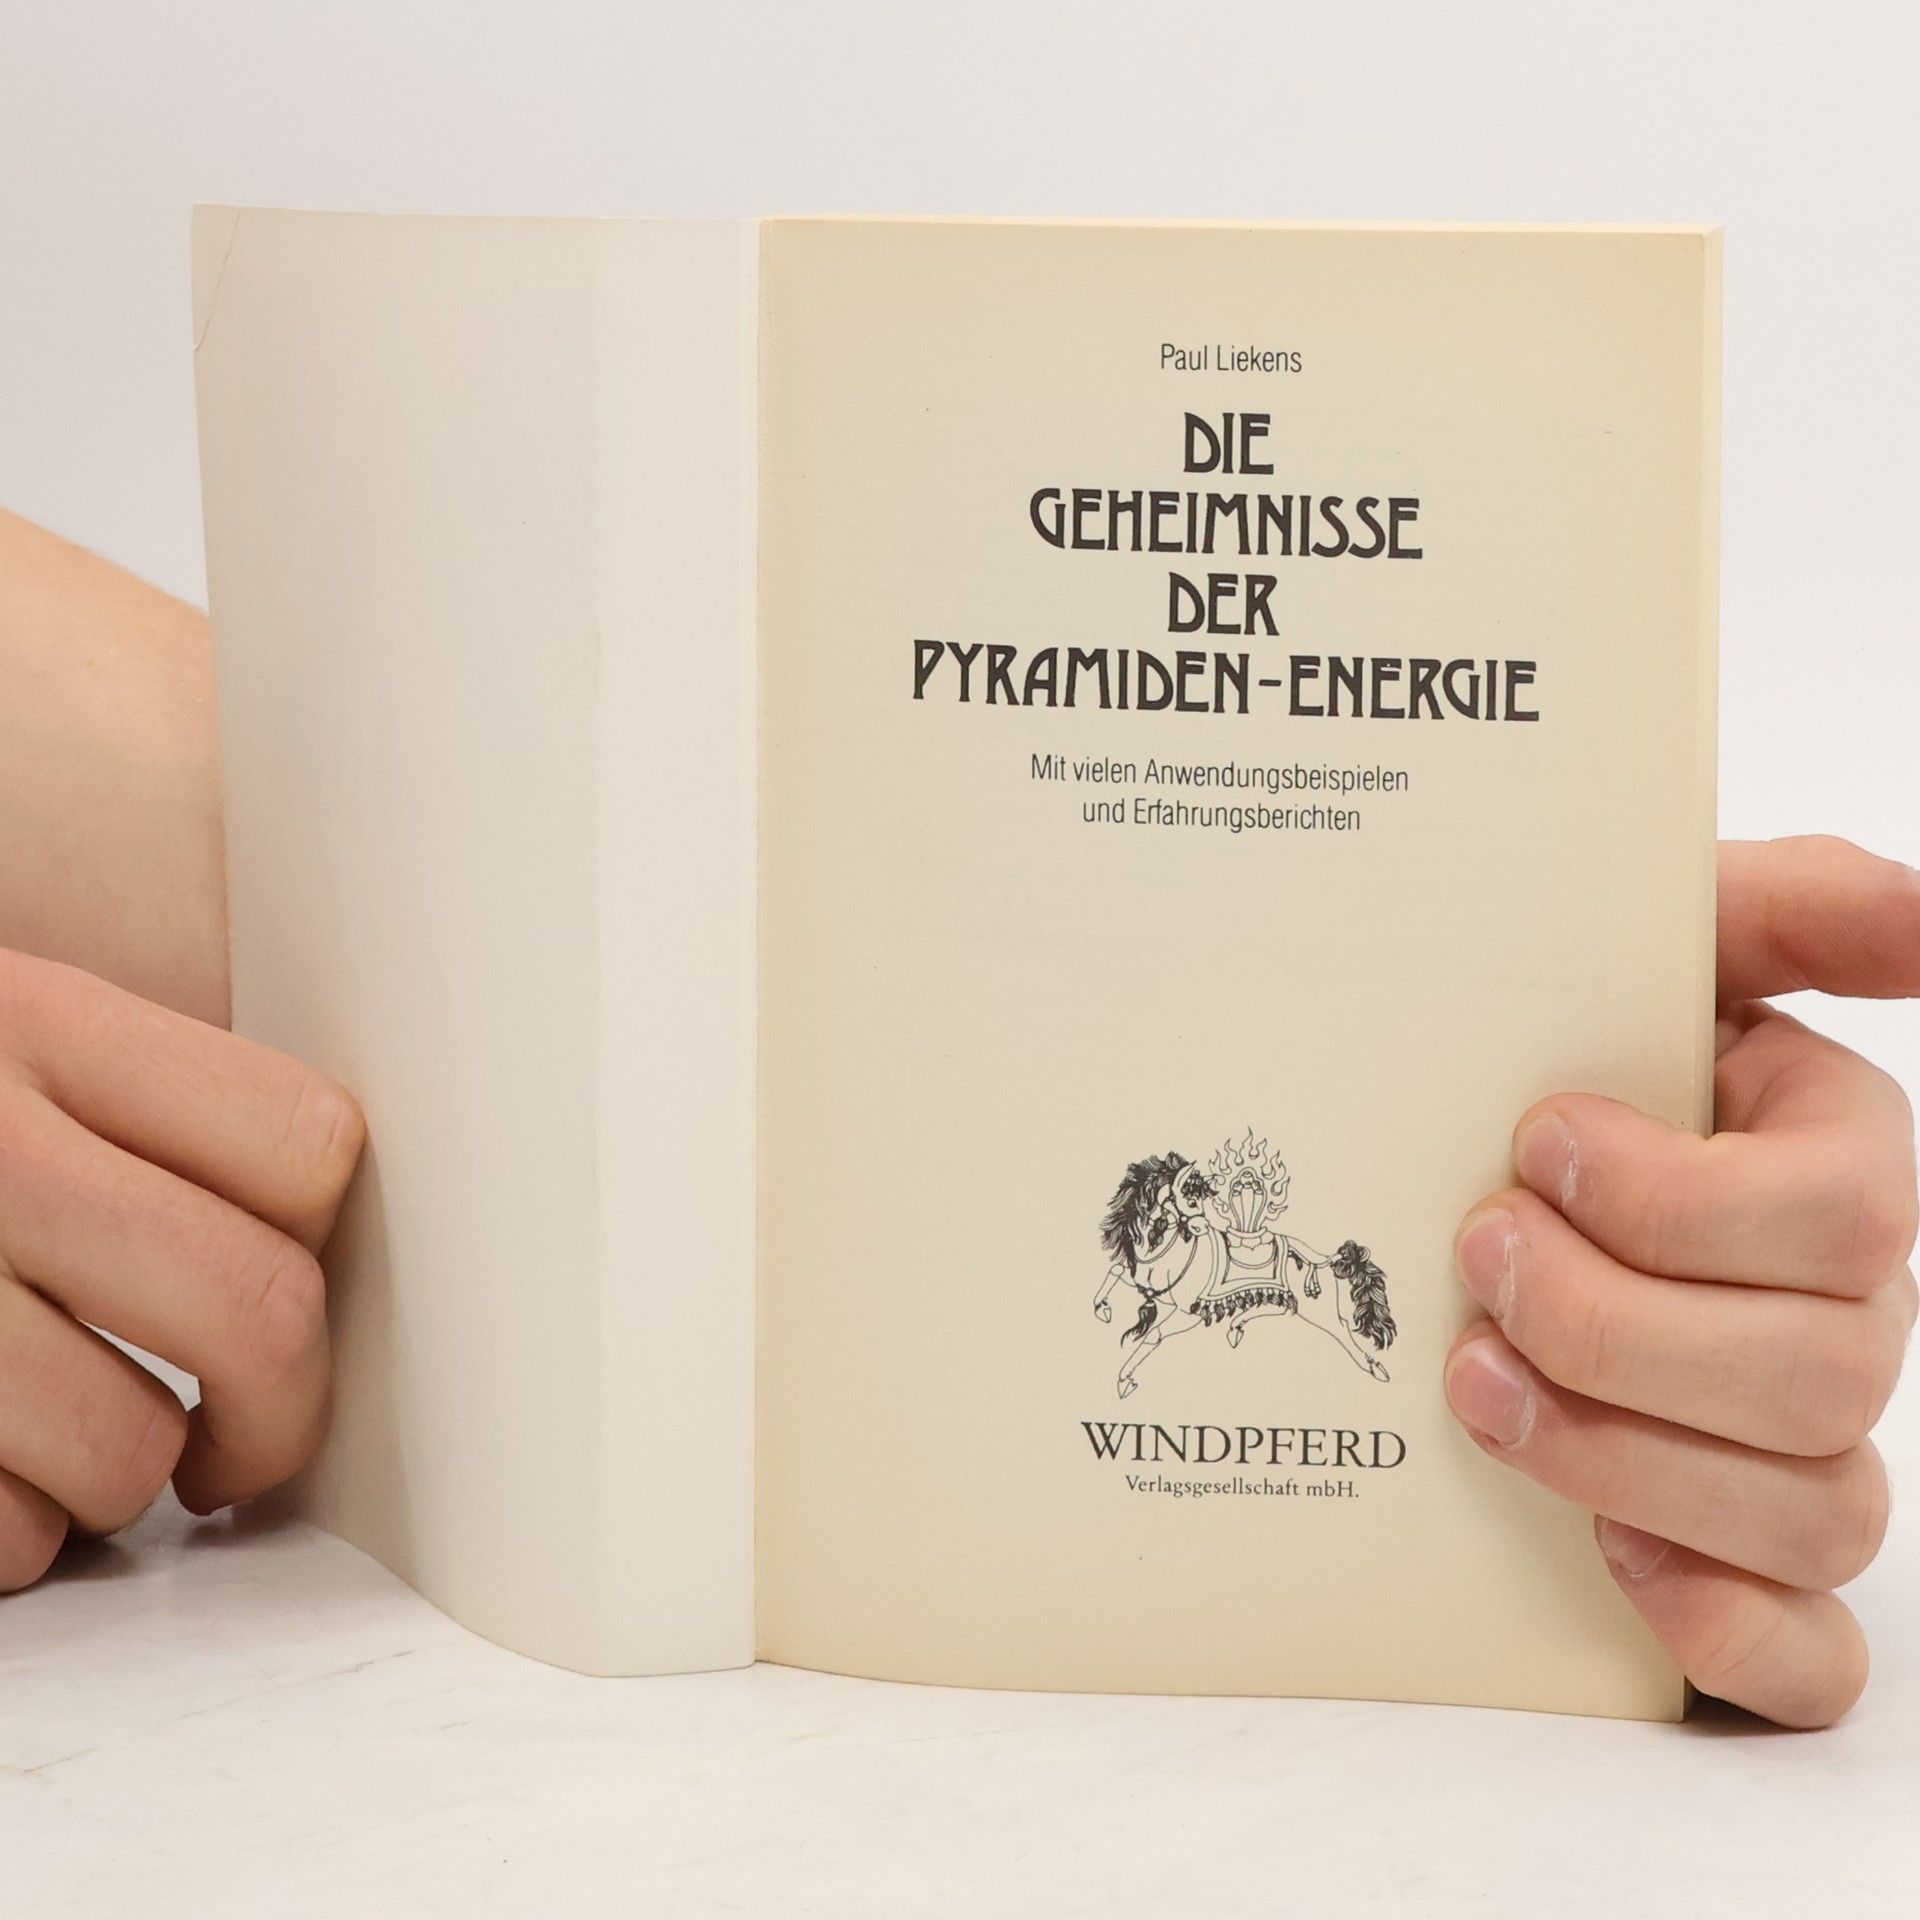 Paul Liekens
DIE
GEHEIMNISSE
DER
PYRAMIDEN-ENERGIE
Mit vielen Anwendungsbeispielen
und Erfahrungsberichten
WINDPFERD
Verlagsgesellschaft mbH.